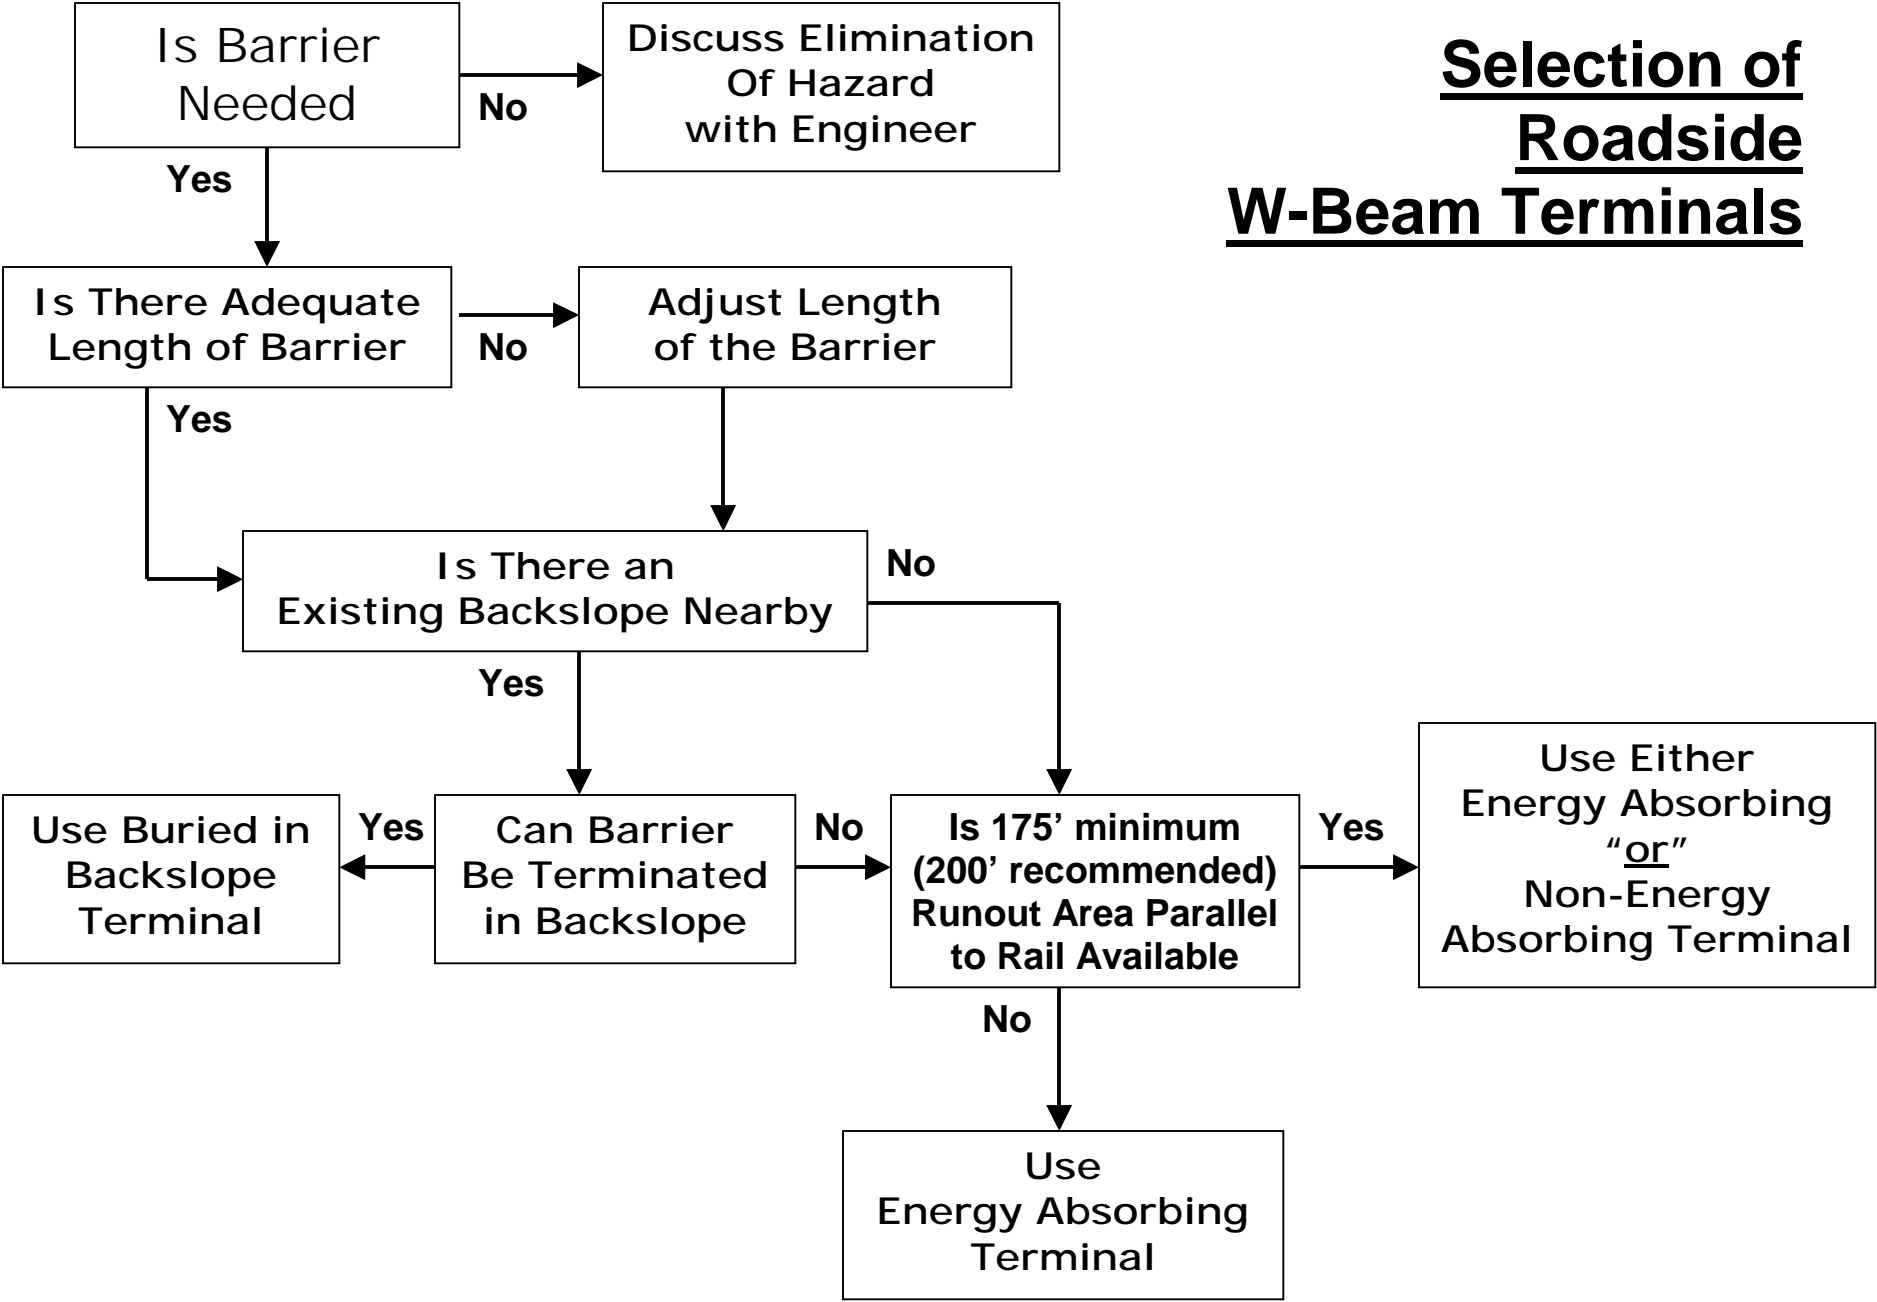 Selection of
Roadside
W-Beam Terminals
Is Barrier
Needed
No
Discuss Elimination
Of Hazard
with Engineer
Yes
Is There Adequate
Length of Barrier
No
Adjust Length
of the Barrier
Yes
Is There an
Existing Backslope Nearby
No
Yes
Use Buried in
Backslope
Terminal
Yes
Can Barrier
Be Terminated
in Backslope
No
Is 175’ minimum
(200’ recommended)
Runout Area Parallel
to Rail Available
Yes
Use Either
Energy Absorbing
“or”
Non-Energy
Absorbing Terminal
No
Use
Energy Absorbing
Terminal